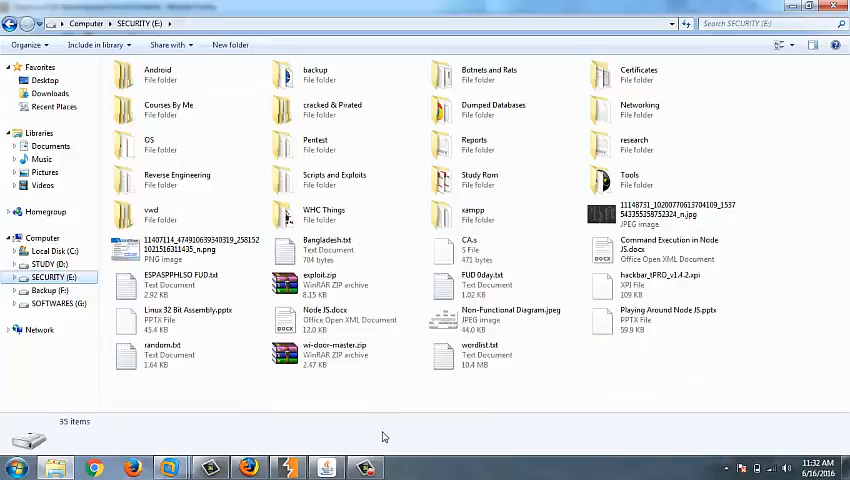 Computer ▸ SECURITY (E:) ▸
Search SECURITY (E:)
Organize Include in library Share with New folder
Favorites
Desktop
Downloads
Recent Places
Libraries
Documents
Music
Pictures
Videos
Homegroup
Computer
Local Disk (C:)
STUDY (D:)
SECURITY (E:)
Backup (F:)
SOFTWARES (G:)
Network
Android
File folder
backup
File folder
Botnets and Rats
File folder
Certificates
File folder
Courses By Me
File folder
cracked & Pirated
File folder
Dumped Databases
File folder
Networking
File folder
OS
File folder
Pentest
File folder
Reports
File folder
research
File folder
Reverse Engineering
File folder
Scripts and Exploits
File folder
Study Rom
File folder
Tools
File folder
vwd
File folder
WHC Things
File folder
xampp
File folder
11148731_10200770613704109_1537
543355358752324_n.jpg
JPEG image
11407114_474910639340319_258152
1021516311435_n.png
PNG image
Bangladesh.txt
Text Document
704 bytes
CA.s
S File
471 bytes
Command Execution in Node
JS.docx
Office Open XML Document
ESPASPPHLSO FUD.txt
Text Document
2.92 KB
exploit.zip
WinRAR ZIP archive
8.15 KB
FUD 0day.txt
Text Document
1.02 KB
hackbar_tPRO_v1.4.2.xpi
XPI File
109 KB
Linux 32 Bit Assembly.pptx
PPTX File
45.4 KB
Node JS.docx
Office Open XML Document
12.0 KB
Non-Functional Diagram.jpeg
JPEG image
44.0 KB
Playing Around Node JS.pptx
PPTX File
59.9 KB
random.txt
Text Document
1.64 KB
wi-door-master.zip
WinRAR ZIP archive
2.47 KB
wordlist.txt
Text Document
10.4 MB
35 items
11:32 AM
6/16/2016